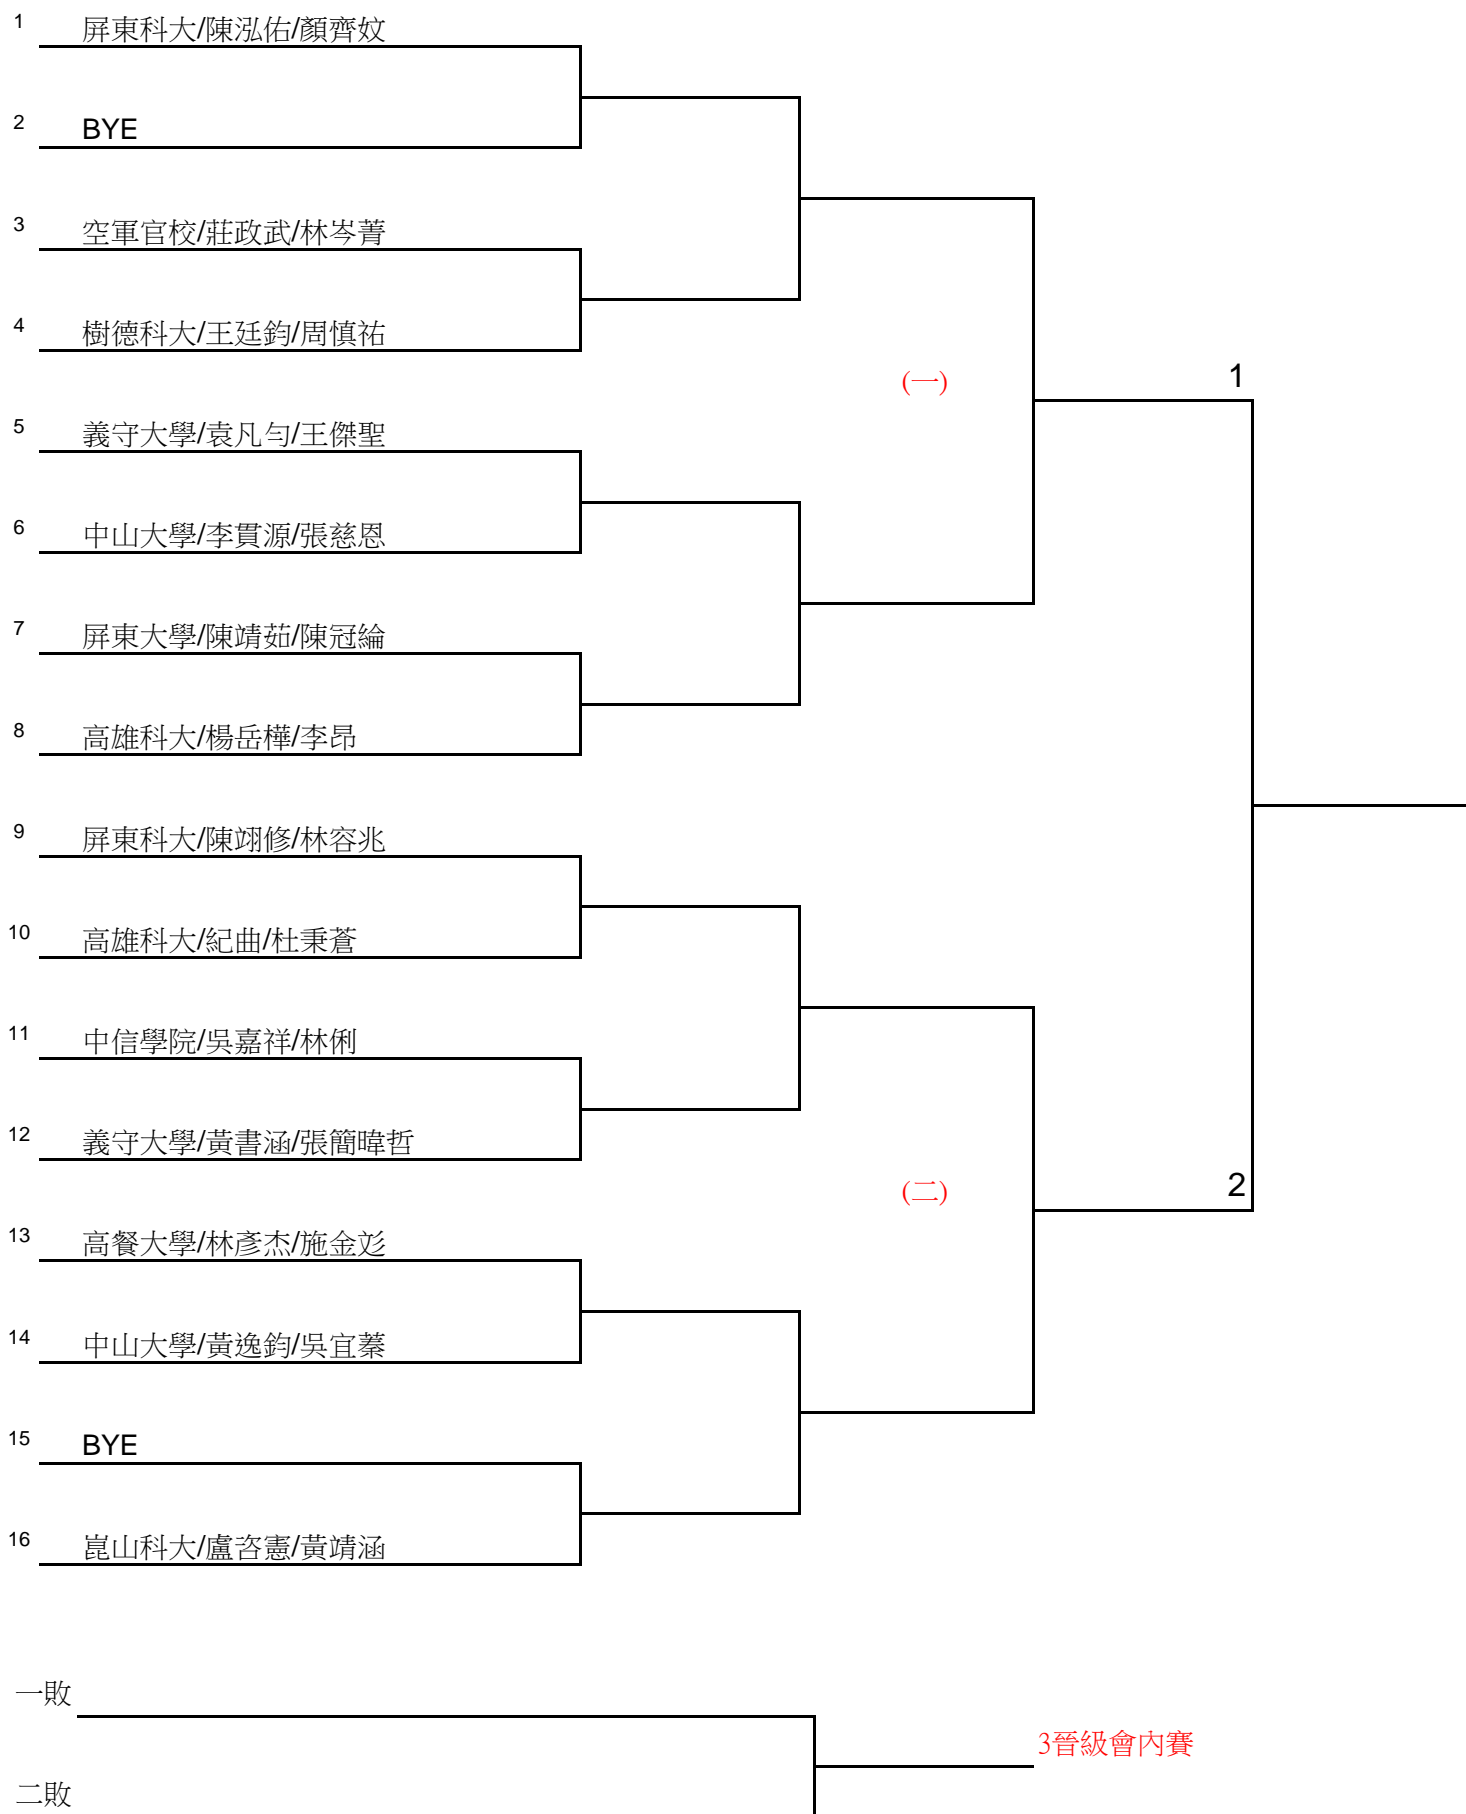 1 屏東科大/陳泓佑/顏齊妏
2 BYE
3 空軍官校/莊政武/林岑菁
4 樹德科大/王廷鈞/周慎祐
(一)
1
5 義守大學/袁凡勻/王傑聖
6 中山大學/李貫源/張慈恩
7 屏東大學/陳靖茹/陳冠綸
8 高雄科大/楊岳樺/李昂
9 屏東科大/陳翊修/林容兆
10 高雄科大/紀曲/杜秉蒼
11 中信學院/吳嘉祥/林俐
12 義守大學/黃書涵/張簡暐哲
(二)
2
13 高餐大學/林彥杰/施金彣
14 中山大學/黃逸鈞/吳宜蓁
15 BYE
16 崑山科大/盧咨憲/黃靖涵
一敗
3晉級會內賽
二敗